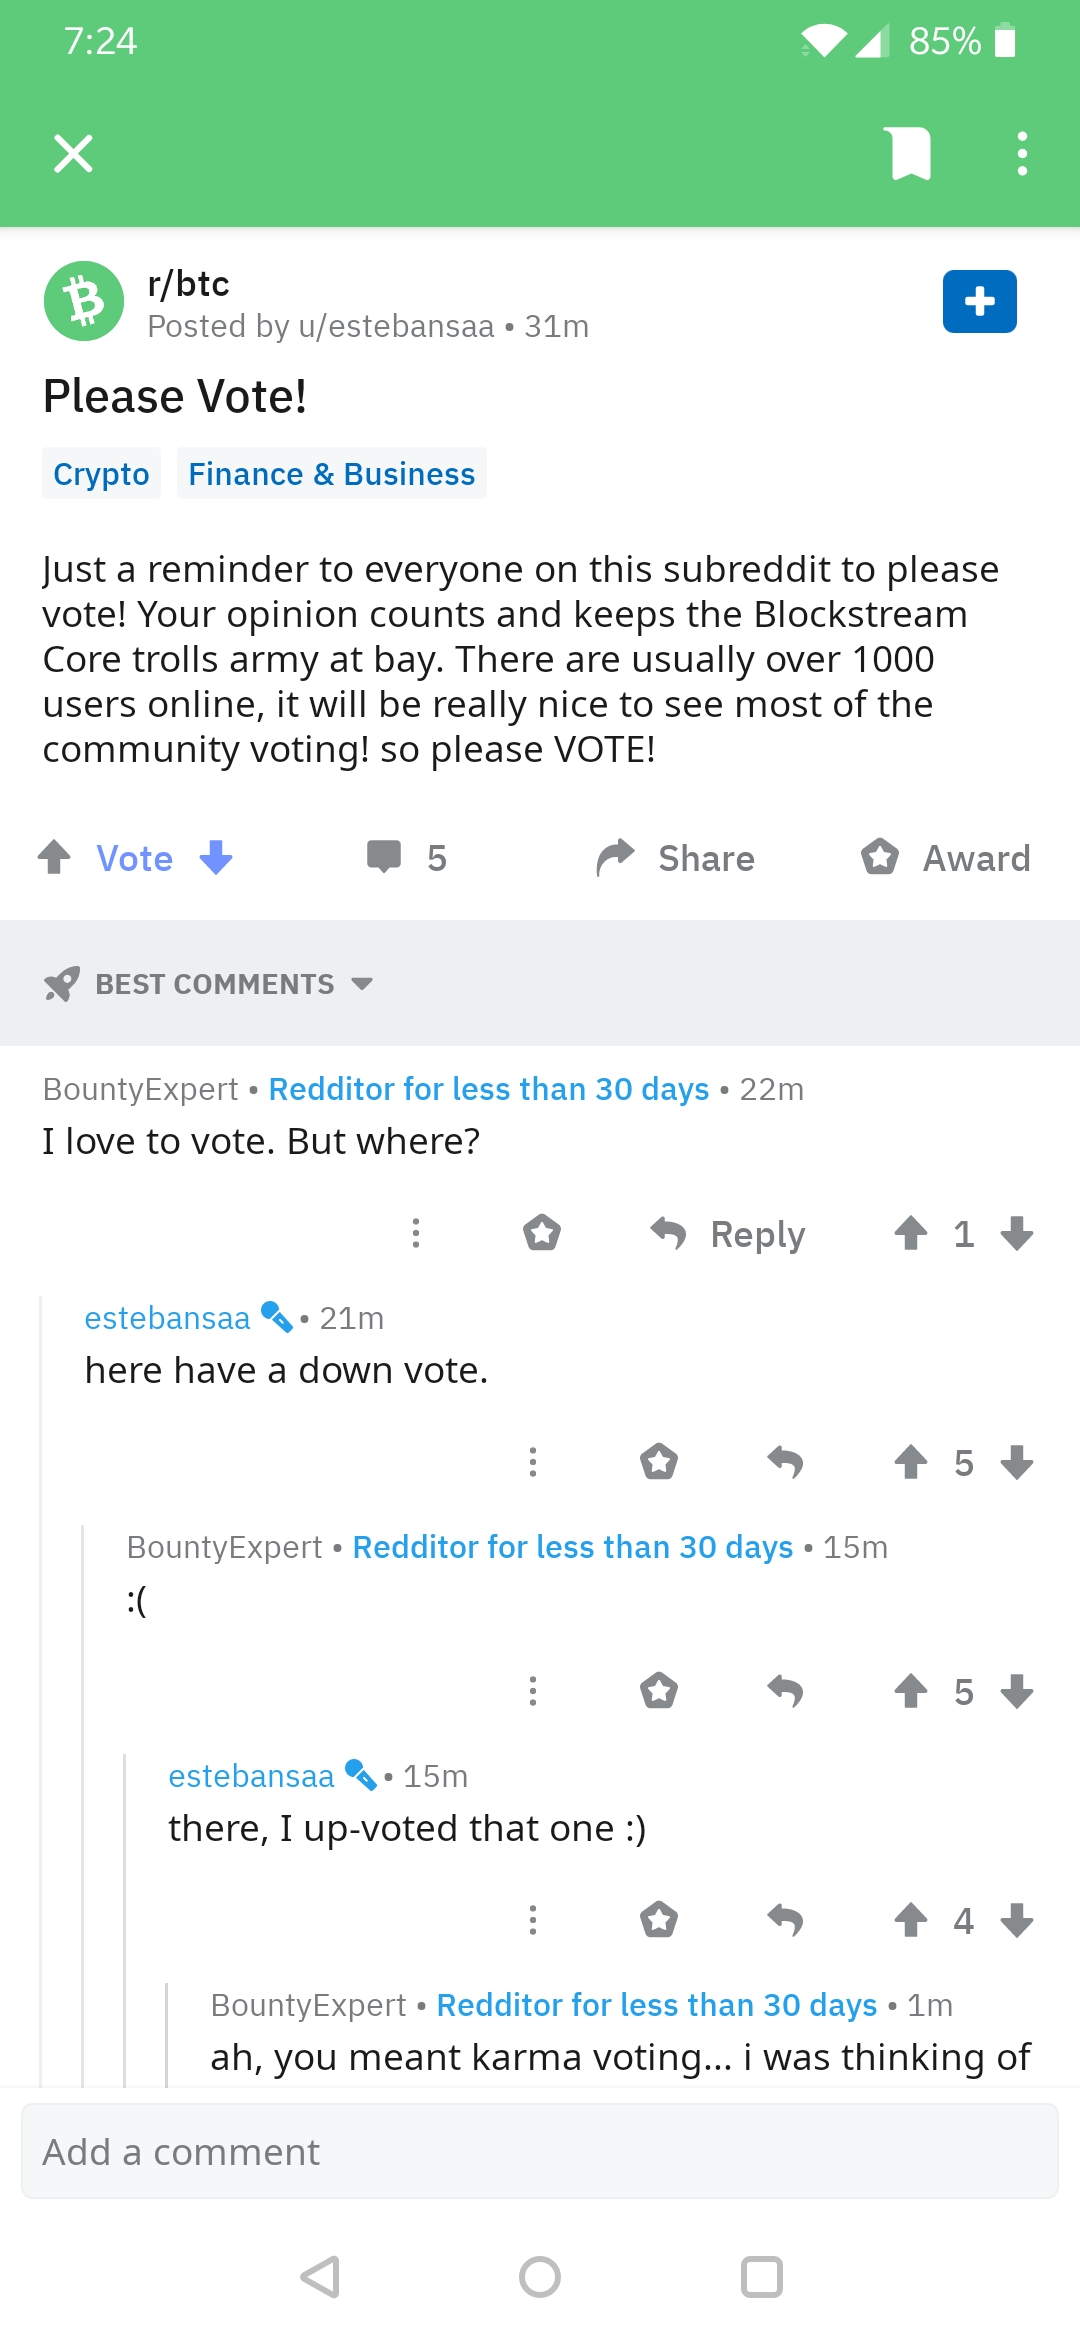 7:24
85%
r/btc
Posted by u/estebansaa • 31m
Please Vote!
Crypto
Finance & Business
Just a reminder to everyone on this subreddit to please
vote! Your opinion counts and keeps the Blockstream
Core trolls army at bay. There are usually over 1000
users online, it will be really nice to see most of the
community voting! so please VOTE!
Vote
5
Share
Award
BEST COMMENTS
BountyExpert • Redditor for less than 30 days • 22m
I love to vote. But where?
Reply
1
estebansaa • 21m
here have a down vote.
5
BountyExpert • Redditor for less than 30 days • 15m
:(
5
estebansaa • 15m
there, I up-voted that one :)
4
BountyExpert • Redditor for less than 30 days • 1m
ah, you meant karma voting... i was thinking of
Add a comment